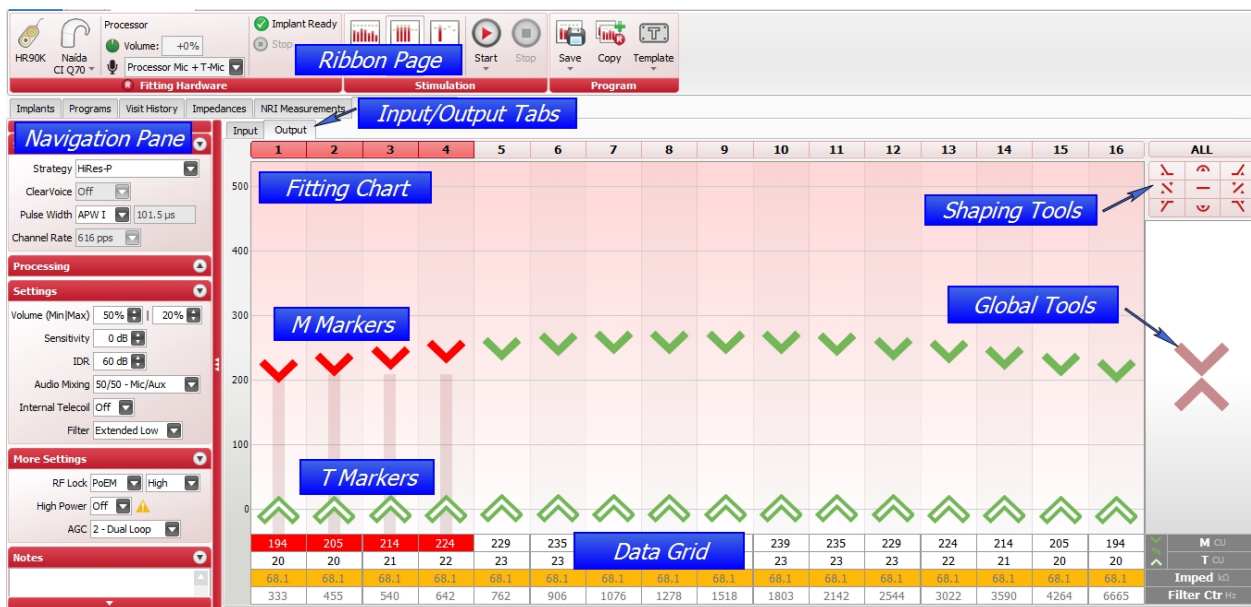 Processor
Implant Ready
Volume: +0%
Stop
HR90K
Naída
CI Q70
Processor Mic + T-Mic
Start
Stop
Save
Copy
Template
Ribbon Page
Fitting Hardware
Stimulation
Program
Implants Programs Visit History Impedances NRI Measurements
Input/Output Tabs
Navigation Pane
Input Output
1 2 3 4 5 6 7 8 9 10 11 12 13 14 15 16 ALL
Strategy HiRes-P
ClearVoice Off
Pulse Width APW I 101.5 µs
Channel Rate 616 pps
Processing
Settings
Volume (Min|Max) 50% | 20%
Sensitivity 0 dB
IDR 60 dB
Audio Mixing 50/50 - Mic/Aux
Internal Telecoil Off
Filter Extended Low
More Settings
RF Lock PoEM High
High Power Off
AGC 2 - Dual Loop
Notes
500
400
300
200
100
0
Fitting Chart
Shaping Tools
Global Tools
M Markers
T Markers
Data Grid
194 205 214 224 229 235 239 235 229 224 214 205 194 M CU
20 20 21 22 23 23 23 23 23 22 21 20 20 T CU
68.1 68.1 68.1 68.1 68.1 68.1 68.1 68.1 68.1 68.1 68.1 68.1 68.1 68.1 68.1 68.1 Imped kΩ
333 455 540 642 762 906 1076 1278 1518 1803 2142 2544 3022 3590 4264 6665 Filter Ctr Hz